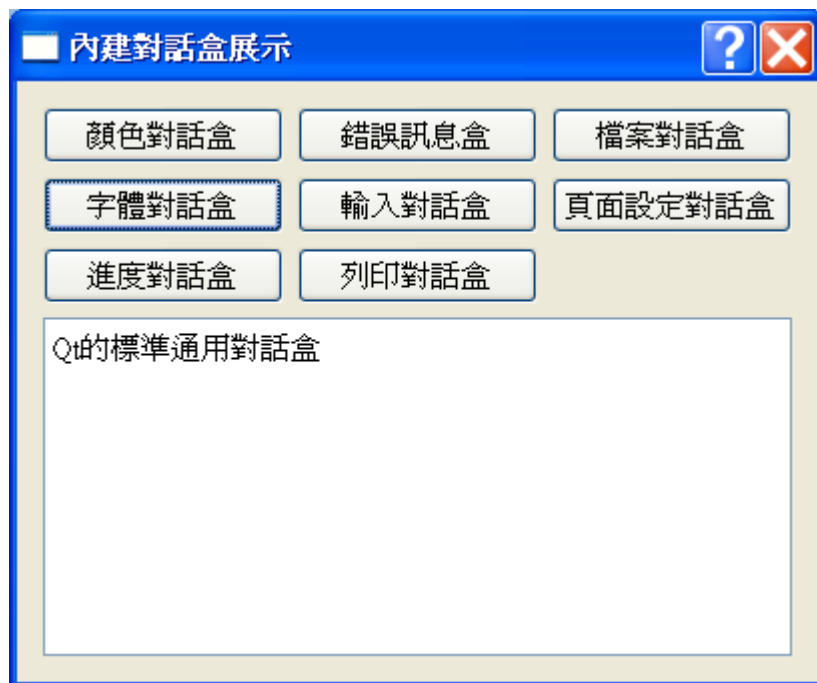 內建對話盒展示
顏色對話盒 錯誤訊息盒 檔案對話盒
字體對話盒 輸入對話盒 頁面設定對話盒
進度對話盒 列印對話盒
Qt的標準通用對話盒